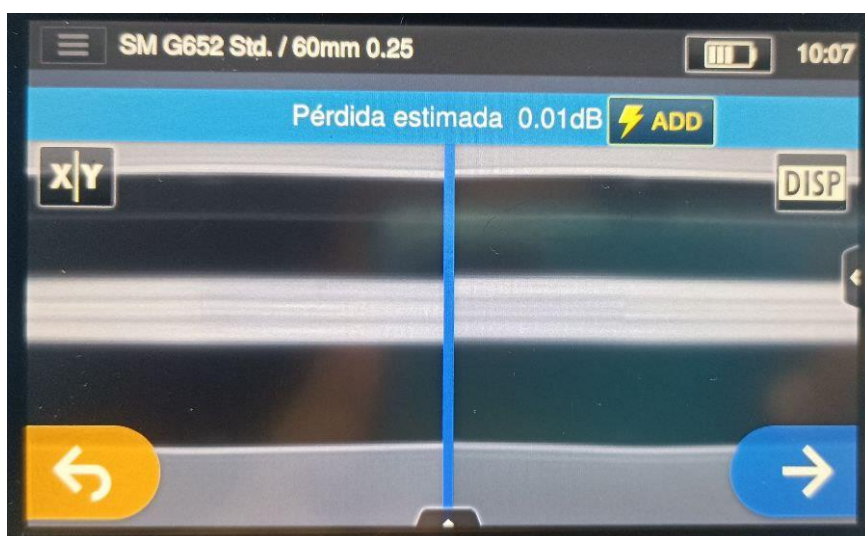 SM G652 Std. / 60mm 0.25 10:07
Pérdida estimada 0.01dB ADD
X|Y DISP